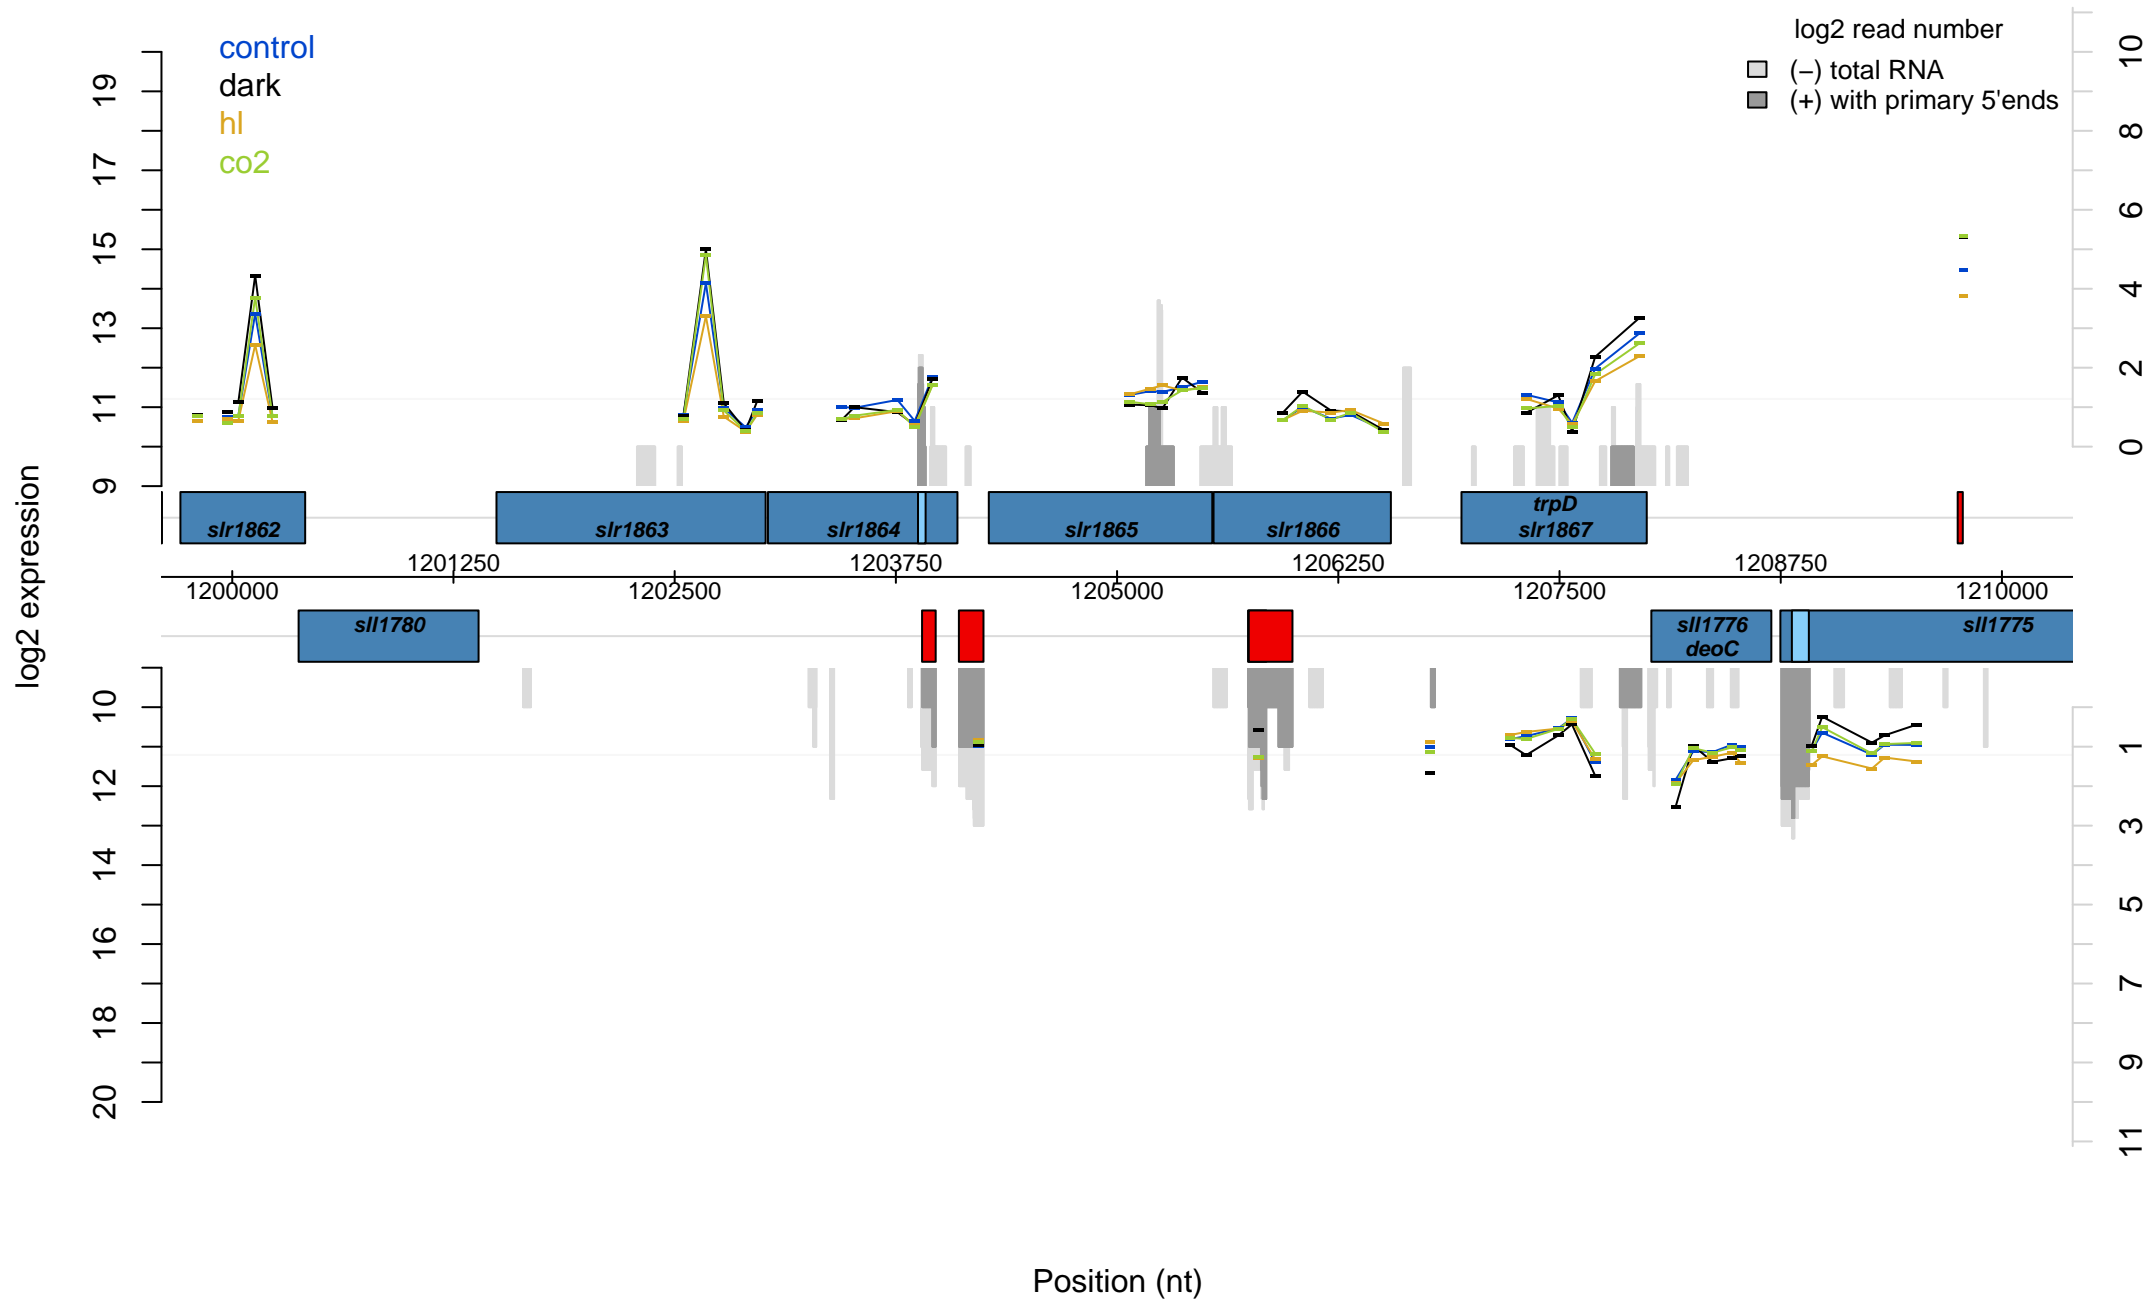 control
dark
hl
co2
log2 read number
(−) total RNA
(+) with primary 5'ends
19
17
15
13
11
9
10
8
6
4
2
0
log2 expression
trpD
slr1862
slr1863
slr1864
slr1865
slr1866
slr1867
1201250
1203750
1206250
1208750
1200000
1202500
1205000
1207500
1210000
sll1780
sll1776
deoC
sll1775
10
12
14
16
18
20
1
3
5
7
9
11
Position (nt)